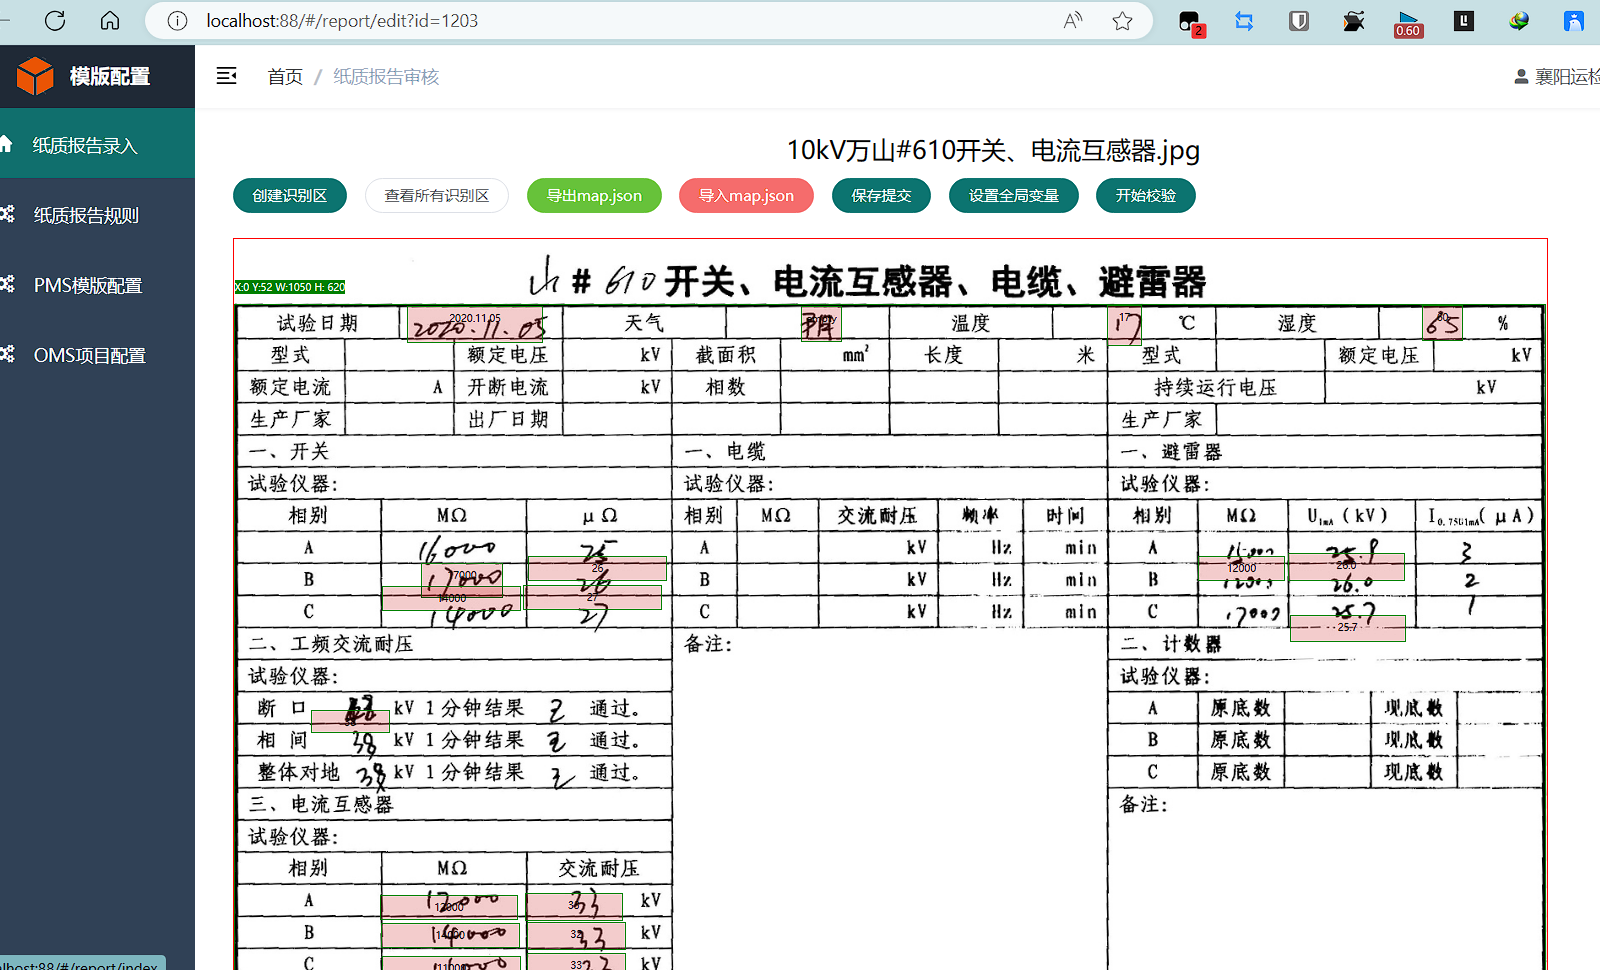 localhost:88/#/report/edit?id=1203
2
0.60
模版配置
首页 / 纸质报告审核
襄阳运检
纸质报告录入
纸质报告规则
PMS模版配置
OMS项目配置
10kV万山#610开关、电流互感器.jpg
创建识别区 查看所有识别区 导出map.json 导入map.json 保存提交 设置全局变量 开始校验
山#610开关、电流互感器、电缆、避雷器
X:0 Y:52 W:1050 H: 620
试验日期 2020.11.05 2020.11.05 天气 阴 温度 17 17 ℃ 湿度 65 %
型式 额定电压 kV 截面积 mm² 长度 米 型式 额定电压 kV
额定电流 A 开断电流 kV 相数 持续运行电压 kV
生产厂家 出厂日期 生产厂家
一、开关 一、电缆 一、避雷器
试验仪器: 试验仪器: 试验仪器:
相别 MΩ μΩ 相别 MΩ 交流耐压 频率 时间 相别 MΩ U1mA(kV) I0.75U1mA(μA)
A 16000 25 A kV Hz min A 15000 25.9 3
B 17000 17000 26 26 B kV Hz min B 12000 12000 26.0 26.0 2
C 14000 14000 27 27 C kV Hz min C 17000 25.7 1
25.7
二、工频交流耐压 备注: 二、计数器
试验仪器: 试验仪器:
断口 38 kV 1分钟结果 已 通过。 A 原底数 现底数
相间 38 kV 1分钟结果 已 通过。 B 原底数 现底数
整体对地 38 kV 1分钟结果 已 通过。 C 原底数 现底数
三、电流互感器 备注:
试验仪器:
相别 MΩ 交流耐压
A 12000 33 kV
B 14000 14000 32 33 kV
C 11000 33 kV
lhost:88/#/report/index